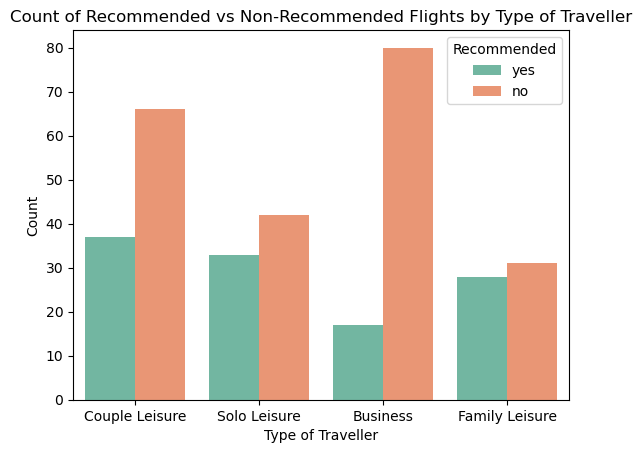 Count of Recommended vs Non-Recommended Flights by Type of Traveller
Recommended
yes
no
80
70
60
50
40
30
20
10
0
Count
Couple Leisure
Solo Leisure
Business
Family Leisure
Type of Traveller